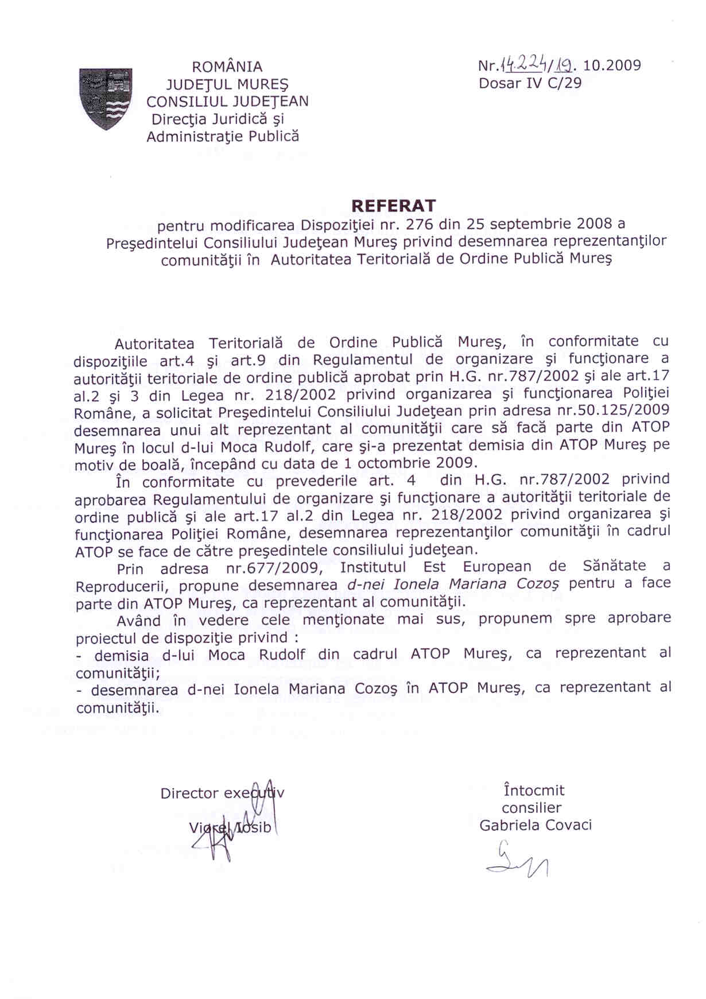 ROMÂNIA
JUDEŢUL MUREŞ
CONSILIUL JUDEŢEAN
Direcţia Juridică şi
Administraţie Publică
Nr.14.224/19. 10.2009
Dosar IV C/29
REFERAT
pentru modificarea Dispoziţiei nr. 276 din 25 septembrie 2008 a
Preşedintelui Consiliului Judeţean Mureş privind desemnarea reprezentanţilor
comunităţii în Autoritatea Teritorială de Ordine Publică Mureş
Autoritatea Teritorială de Ordine Publică Mureş, în conformitate cu
dispoziţiile art.4 şi art.9 din Regulamentul de organizare şi funcţionare a
autorităţii teritoriale de ordine publică aprobat prin H.G. nr.787/2002 şi ale art.17
al.2 şi 3 din Legea nr. 218/2002 privind organizarea şi funcţionarea Poliţiei
Române, a solicitat Preşedintelui Consiliului Judeţean prin adresa nr.50.125/2009
desemnarea unui alt reprezentant al comunităţii care să facă parte din ATOP
Mureş în locul d-lui Moca Rudolf, care şi-a prezentat demisia din ATOP Mureş pe
motiv de boală, începând cu data de 1 octombrie 2009.
În conformitate cu prevederile art. 4 din H.G. nr.787/2002 privind
aprobarea Regulamentului de organizare şi funcţionare a autorităţii teritoriale de
ordine publică şi ale art.17 al.2 din Legea nr. 218/2002 privind organizarea şi
funcţionarea Poliţiei Române, desemnarea reprezentanţilor comunităţii în cadrul
ATOP se face de către preşedintele consiliului judeţean.
Prin adresa nr.677/2009, Institutul Est European de Sănătate a
Reproducerii, propune desemnarea d-nei Ionela Mariana Cozoş pentru a face
parte din ATOP Mureş, ca reprezentant al comunităţii.
Având în vedere cele menţionate mai sus, propunem spre aprobare
proiectul de dispoziţie privind :
- demisia d-lui Moca Rudolf din cadrul ATOP Mureş, ca reprezentant al
comunităţii;
- desemnarea d-nei Ionela Mariana Cozoş în ATOP Mureş, ca reprezentant al
comunităţii.
Director executiv
Viorel Iosib
Întocmit
consilier
Gabriela Covaci